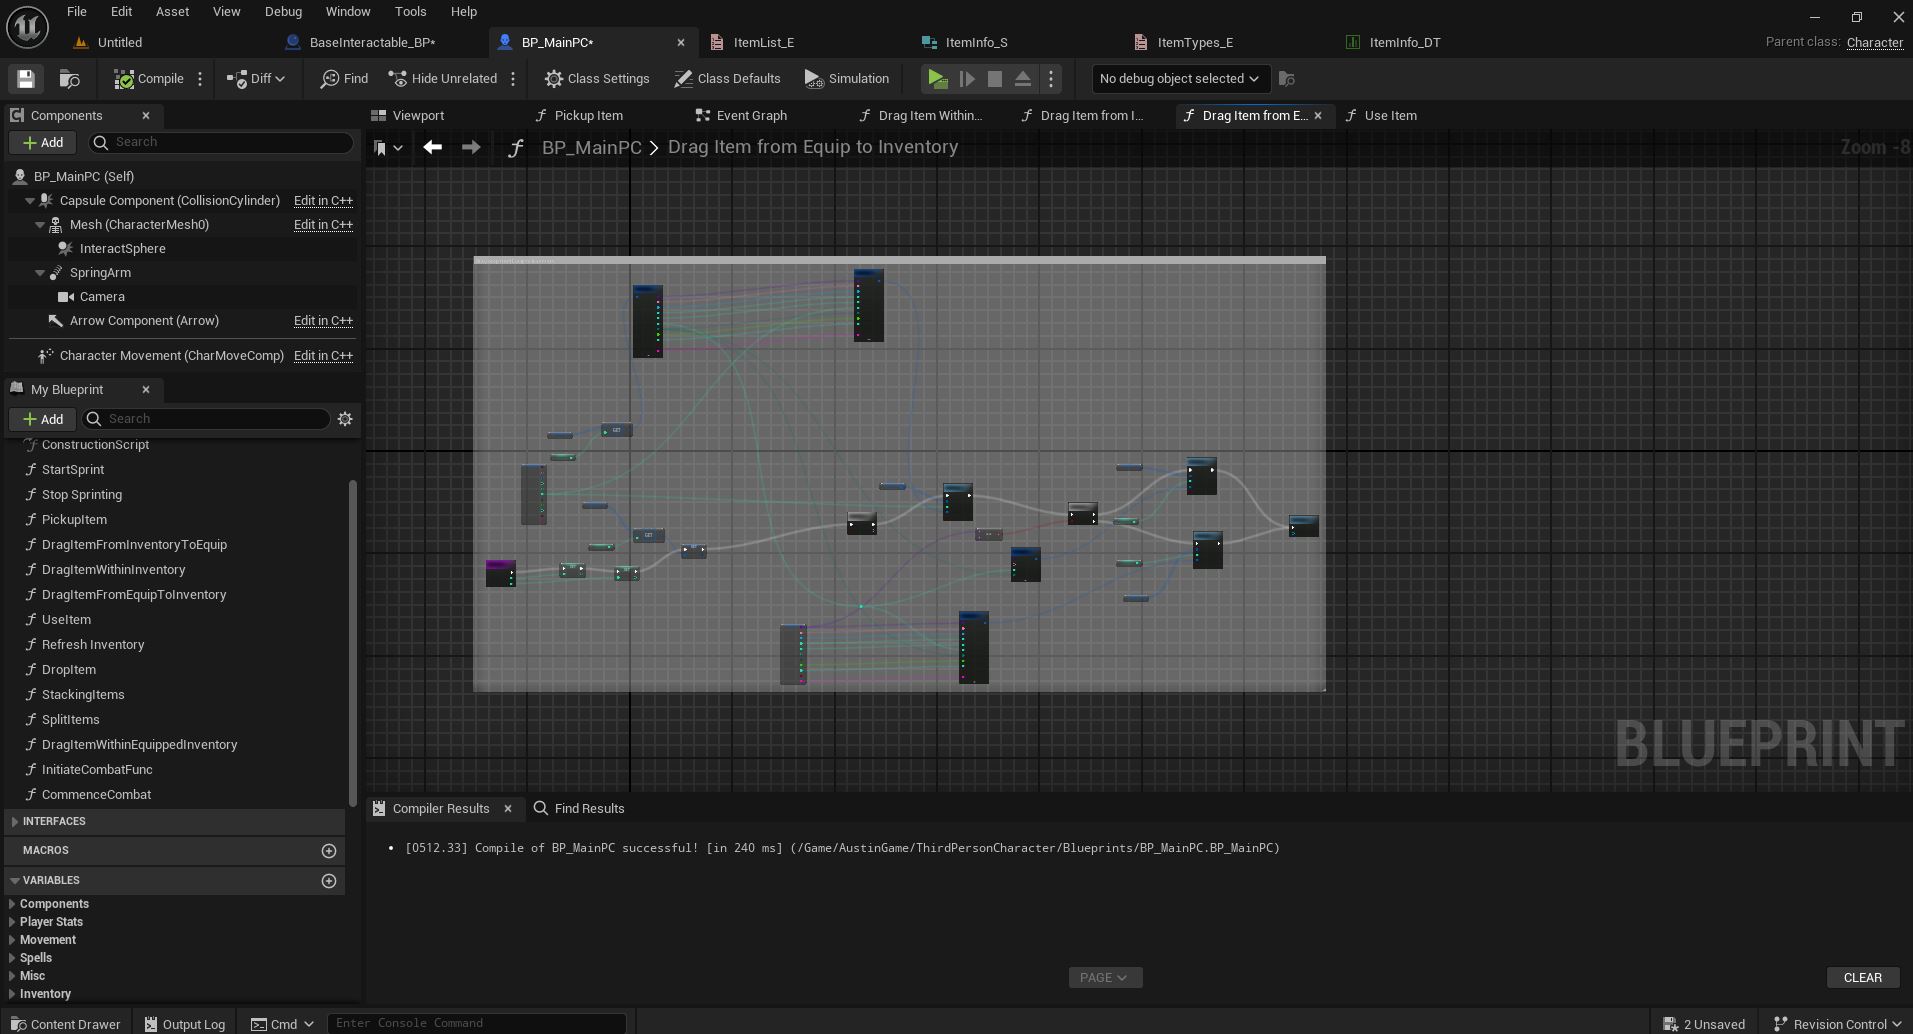 File Edit Asset View Debug Window Tools Help
Untitled BaseInteractable_BP* BP_MainPC* ItemList_E ItemInfo_S ItemTypes_E ItemInfo_DT Parent class: Character
Compile Diff Find Hide Unrelated Class Settings Class Defaults Simulation No debug object selected
Components Viewport Pickup Item Event Graph Drag Item Within... Drag Item from I... Drag Item from E... Use Item
Add Search BP_MainPC > Drag Item from Equip to Inventory Zoom -8
BP_MainPC (Self)
Capsule Component (CollisionCylinder) Edit in C++
Mesh (CharacterMesh0) Edit in C++
InteractSphere
SpringArm
Camera
Arrow Component (Arrow) Edit in C++
Character Movement (CharMoveComp) Edit in C++
My Blueprint
Add Search
ConstructionScript
StartSprint
Stop Sprinting
PickupItem
DragItemFromInventoryToEquip
DragItemWithinInventory
DragItemFromEquipToInventory
UseItem
Refresh Inventory
DropItem
StackingItems
SplitItems
DragItemWithinEquippedInventory
InitiateCombatFunc
CommenceCombat
INTERFACES
MACROS
VARIABLES
Components
Player Stats
Movement
Spells
Misc
Inventory
GET
GET
BLUEPRINT
Compiler Results Find Results
[0512.33] Compile of BP_MainPC successful! [in 240 ms] (/Game/AustinGame/ThirdPersonCharacter/Blueprints/BP_MainPC.BP_MainPC)
PAGE CLEAR
Content Drawer Output Log Cmd Enter Console Command 2 Unsaved Revision Control